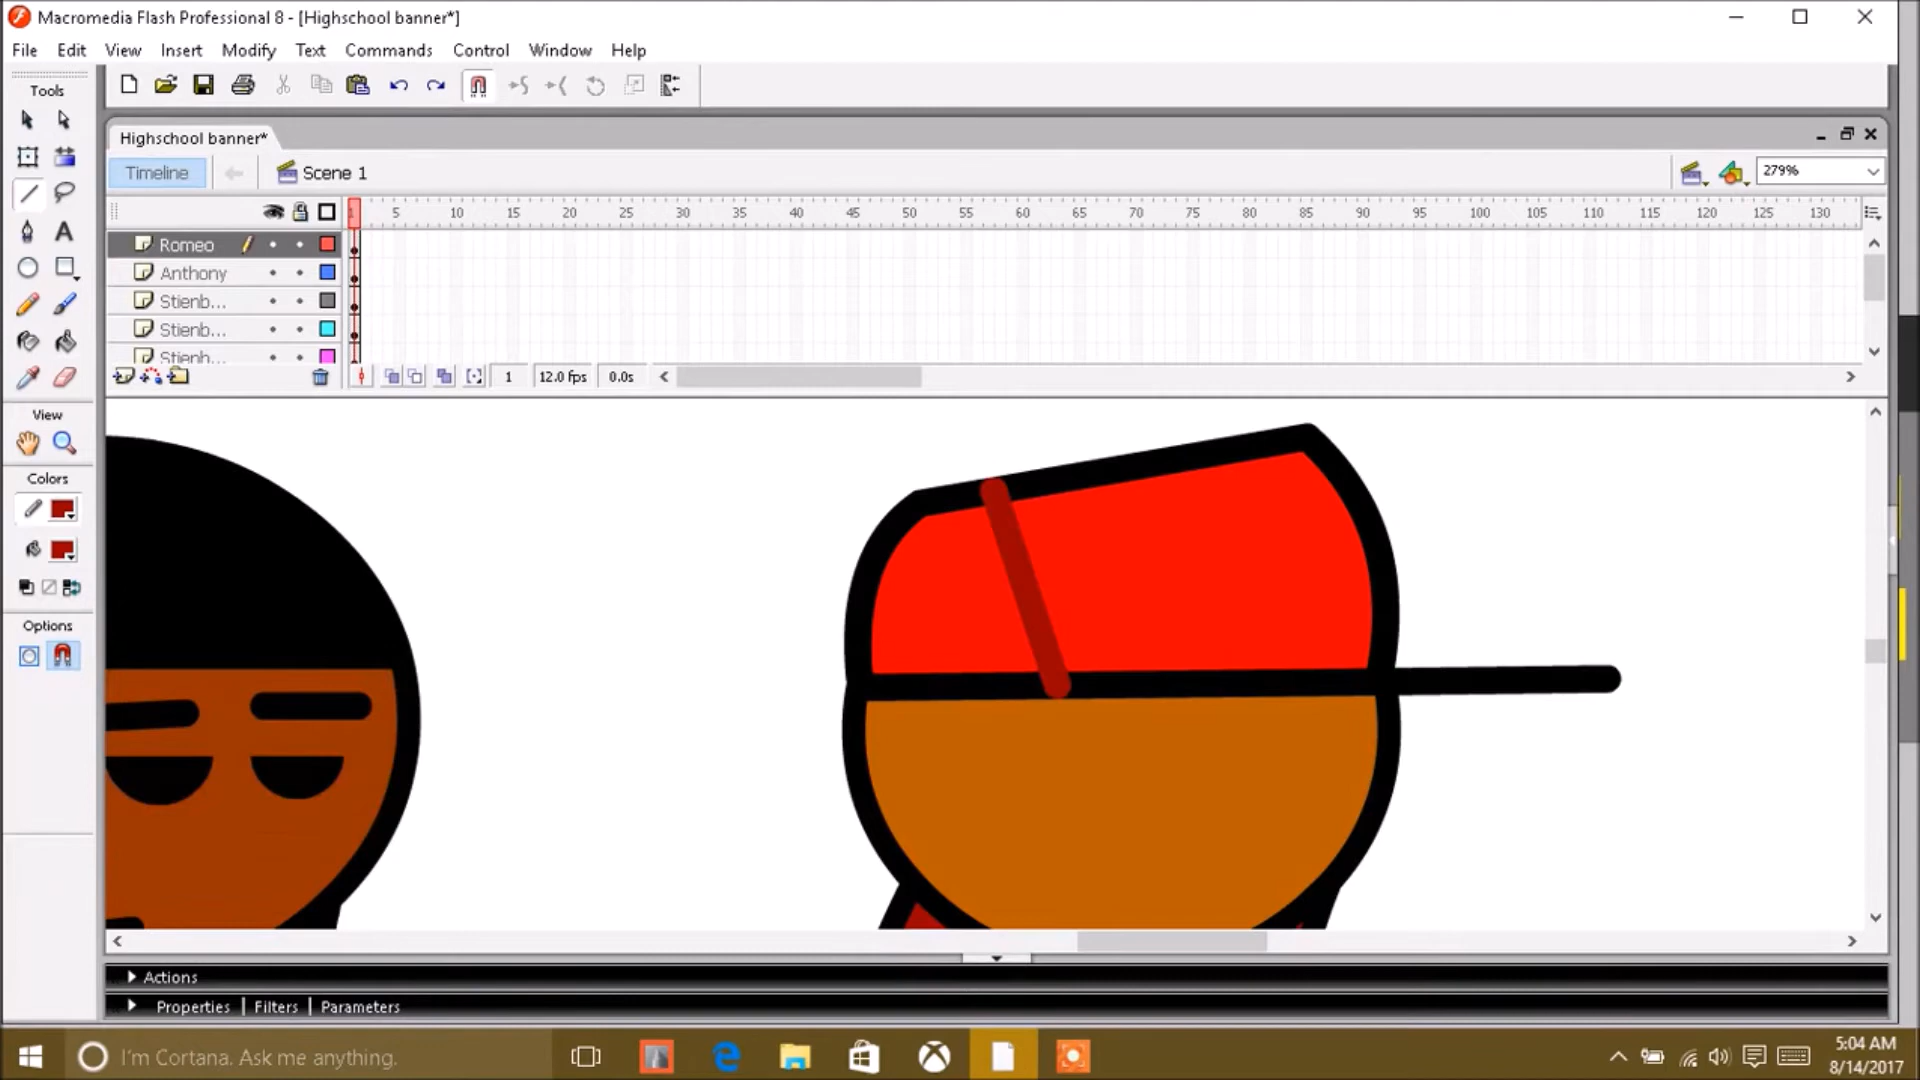 Macromedia Flash Professional 8 - [Highschool banner*]
File Edit View Insert Modify Text Commands Control Window Help
Tools
Highschool banner*
Timeline Scene 1 279%
1 5 10 15 20 25 30 35 40 45 50 55 60 65 70 75 80 85 90 95 100 105 110 115 120 125 130
Romeo
Anthony
Stienb...
Stienb...
Stienb...
1 12.0 fps 0.0s
View
Colors
Options
Actions
Properties | Filters | Parameters
I'm Cortana. Ask me anything.
5:04 AM
8/14/2017